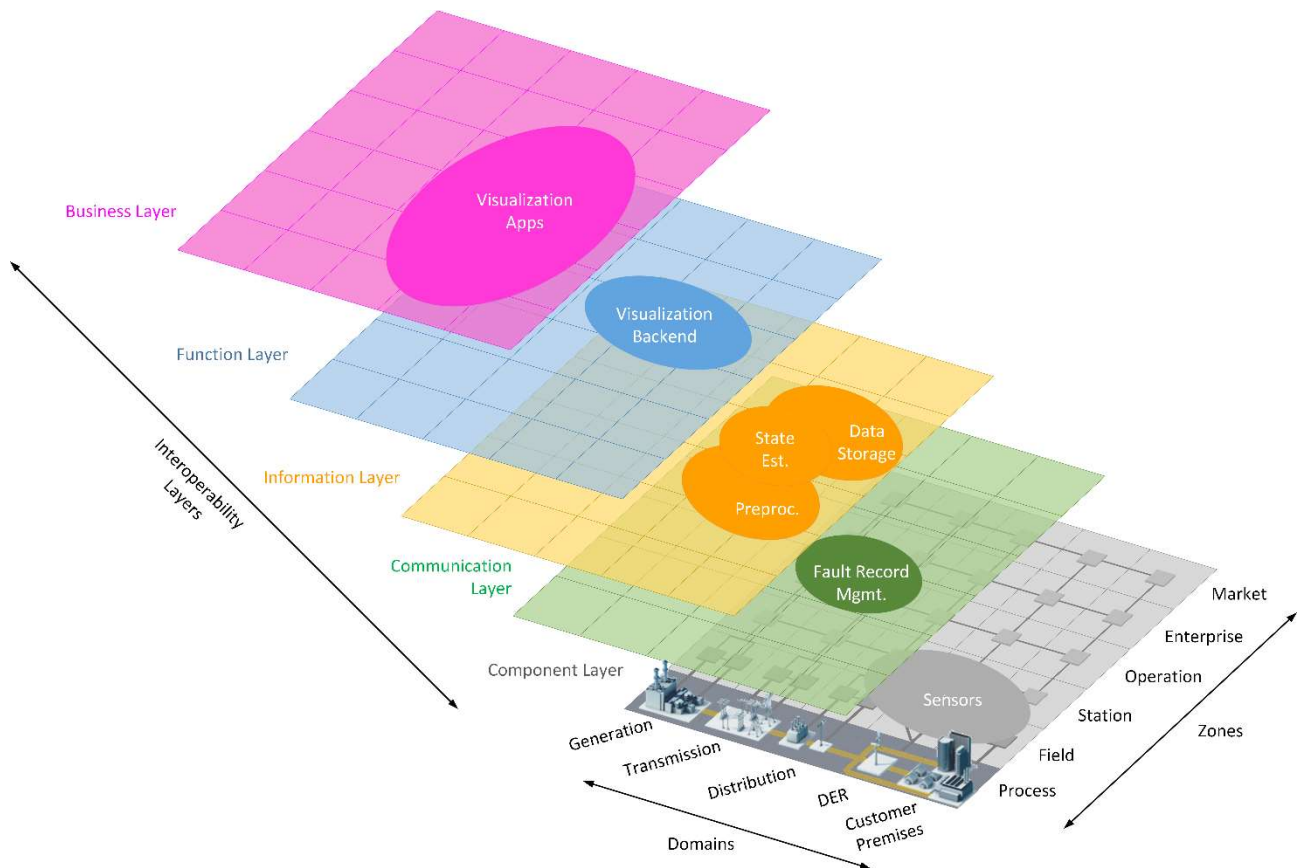 Business Layer
Visualization
Apps
Function Layer
Visualization
Backend
Information Layer
State
Est.
Data
Storage
Preproc.
Interoperability
Layers
Communication
Layer
Fault Record
Mgmt.
Component Layer
Sensors
Market
Enterprise
Operation
Station
Field
Process
Zones
Generation
Transmission
Distribution
DER
Customer
Premises
Domains